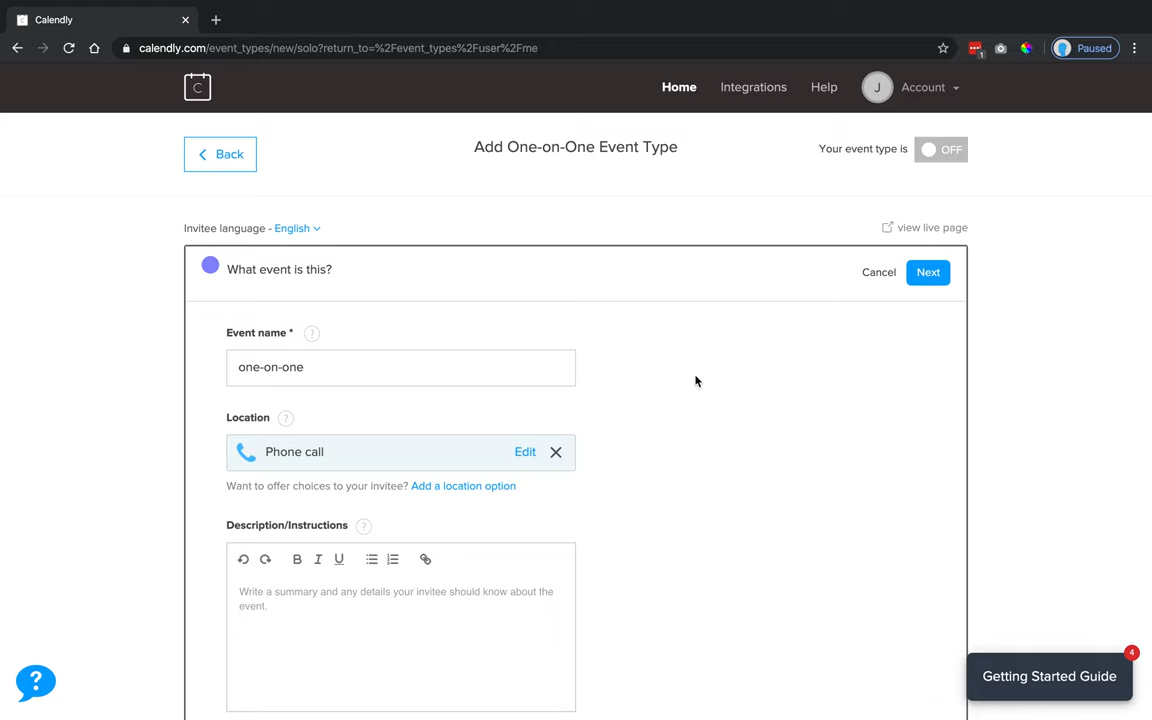 Calendly
calendly.com/event_types/new/solo?return_to=%2Fevent_types%2Fuser%2Fme
1
Paused
C
Home
Integrations
Help
J
Account
Back
Add One-on-One Event Type
Your event type is
OFF
Invitee language - English
view live page
What event is this?
Cancel
Next
Event name * ?
one-on-one
Location ?
Phone call
Edit
Want to offer choices to your invitee? Add a location option
Description/Instructions ?
B I U
Write a summary and any details your invitee should know about the
event.
?
Getting Started Guide
4